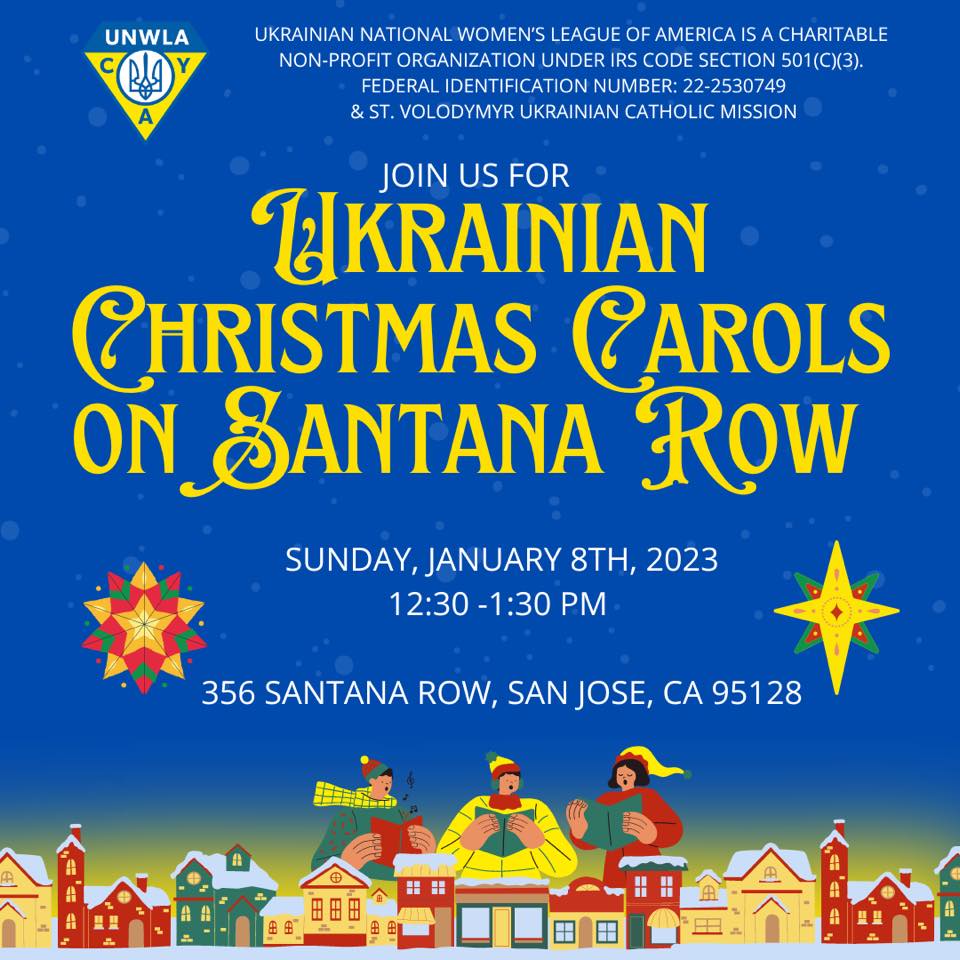 UNWLA
C Y
A
UKRAINIAN NATIONAL WOMEN'S LEAGUE OF AMERICA IS A CHARITABLE
NON-PROFIT ORGANIZATION UNDER IRS CODE SECTION 501(C)(3).
FEDERAL IDENTIFICATION NUMBER: 22-2530749
& ST. VOLODYMYR UKRAINIAN CATHOLIC MISSION
JOIN US FOR
UKRAINIAN
CHRISTMAS CAROLS
ON SANTANA ROW
SUNDAY, JANUARY 8TH, 2023
12:30 -1:30 PM
356 SANTANA ROW, SAN JOSE, CA 95128